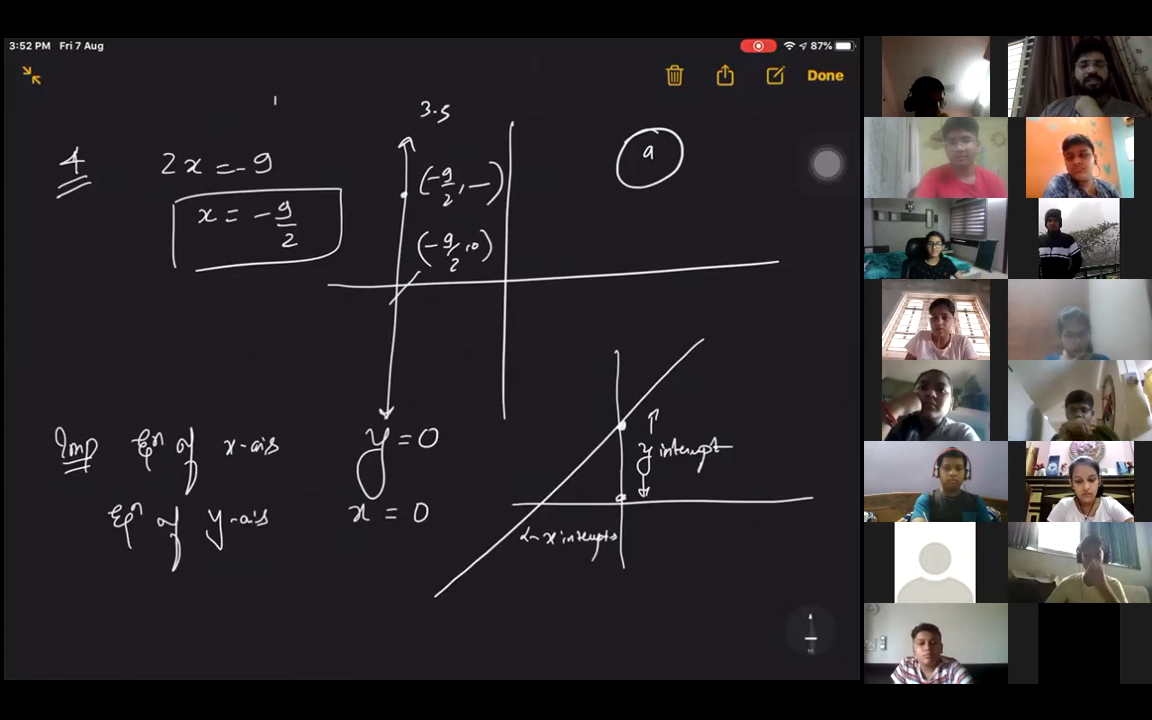 3:52 PM Fri 7 Aug
87%
Done
3.5
4 2x = -9
(-9/2, —)
a
x = -9/2
(-9/2, 0)
Imp Eqn of x-axis y = 0
y intercept
Eqn of y-axis x = 0
x intercept